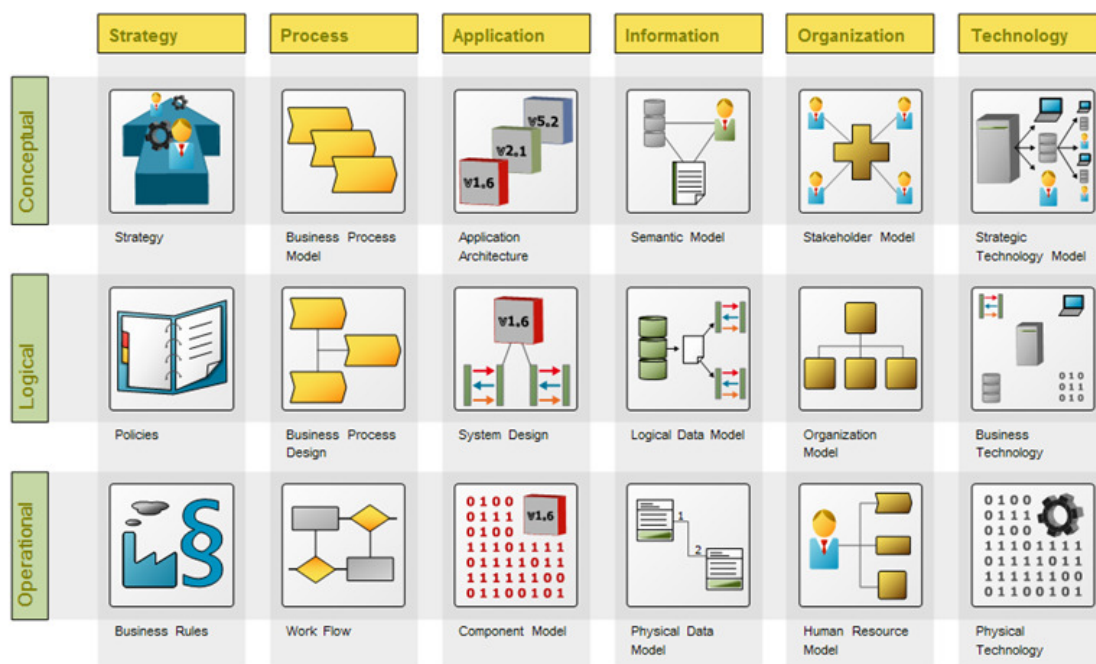 Strategy
Process
Application
Information
Organization
Technology
Conceptual
v5.2
v2.1
v1.6
Strategy
Business Process
Model
Application
Architecture
Semantic Model
Stakeholder Model
Strategic
Technology Model
Logical
v1.6
0 1 0
0 1 1
0 1 0
Policies
Business Process
Design
System Design
Logical Data Model
Organization
Model
Business
Technology
Operational
0 1 0 0
0 1 1 1
0 1 0 0
1 1 1 0 1 1 1 1
0 1 1 0 1 1 0 1
1 1 1 1 1 1 0 0
0 1 1 0 0 1 0 1
v1.6
1
2
0 1 0 0
0 1 1 1
0 1 0 0
1 1 1 0 1 1 1 1
0 1 1 0 1 1 0 1
1 1 1 1 1 1 0 0
0 1 1 0 0 1 0 1
Business Rules
Work Flow
Component Model
Physical Data
Model
Human Resource
Model
Physical
Technology